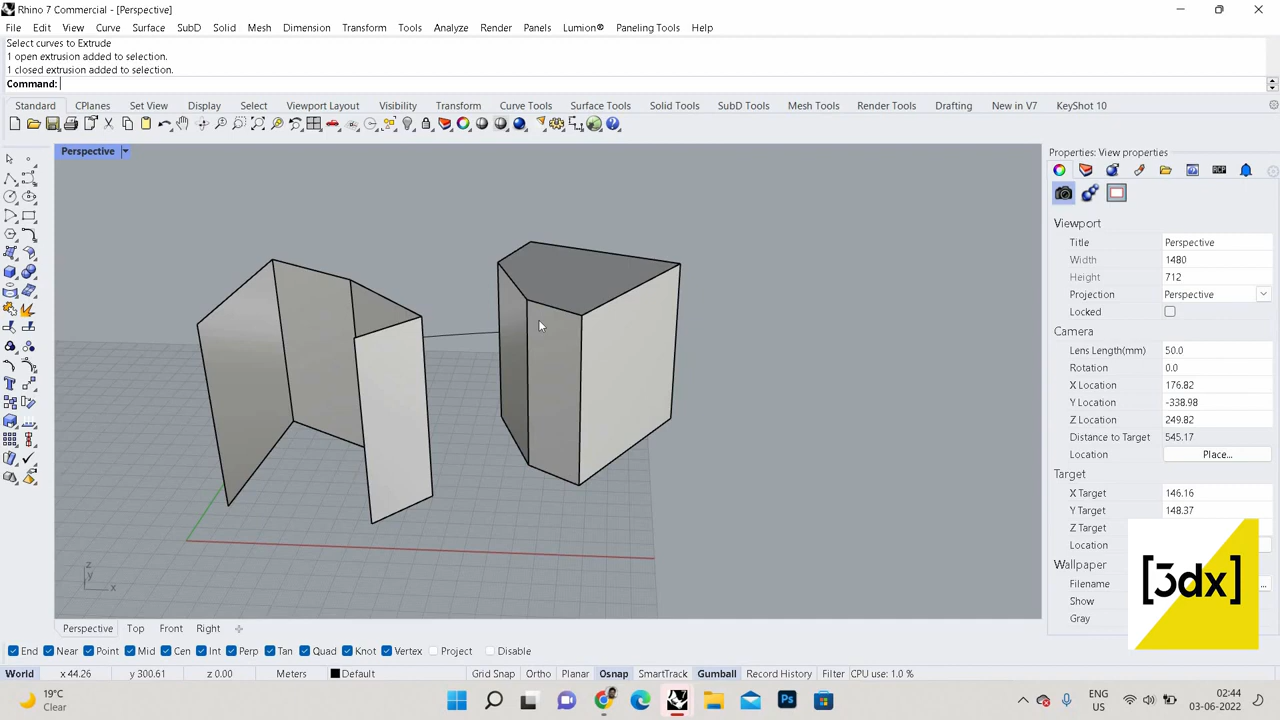 Rhino 7 Commercial - [Perspective]
File Edit View Curve Surface SubD Solid Mesh Dimension Transform Tools Analyze Render Panels Lumion® Paneling Tools Help
Select curves to Extrude
1 open extrusion added to selection.
1 closed extrusion added to selection.
Command:
Standard CPlanes Set View Display Select Viewport Layout Visibility Transform Curve Tools Surface Tools Solid Tools SubD Tools Mesh Tools Render Tools Drafting New in V7 KeyShot 10
Perspective
Properties: View properties
RCP
Viewport
Title Perspective
Width 1480
Height 712
Projection Perspective
Locked
Camera
Lens Length(mm) 50.0
Rotation 0.0
X Location 176.82
Y Location -338.98
Z Location 249.82
Distance to Target 545.17
Location Place...
Target
X Target 146.16
Y Target 148.37
Z Target
Location
Wallpaper
Filename ...
Show
Gray
[3dx]
z
y
x
Perspective Top Front Right
End Near Point Mid Cen Int Perp Tan Quad Knot Vertex Project Disable
World x 44.26 y 300.61 z 0.00 Meters Default Grid Snap Ortho Planar Osnap SmartTrack Gumball Record History Filter CPU use: 1.0 %
19°C
Clear
Ps
ENG
US
02:44
03-06-2022